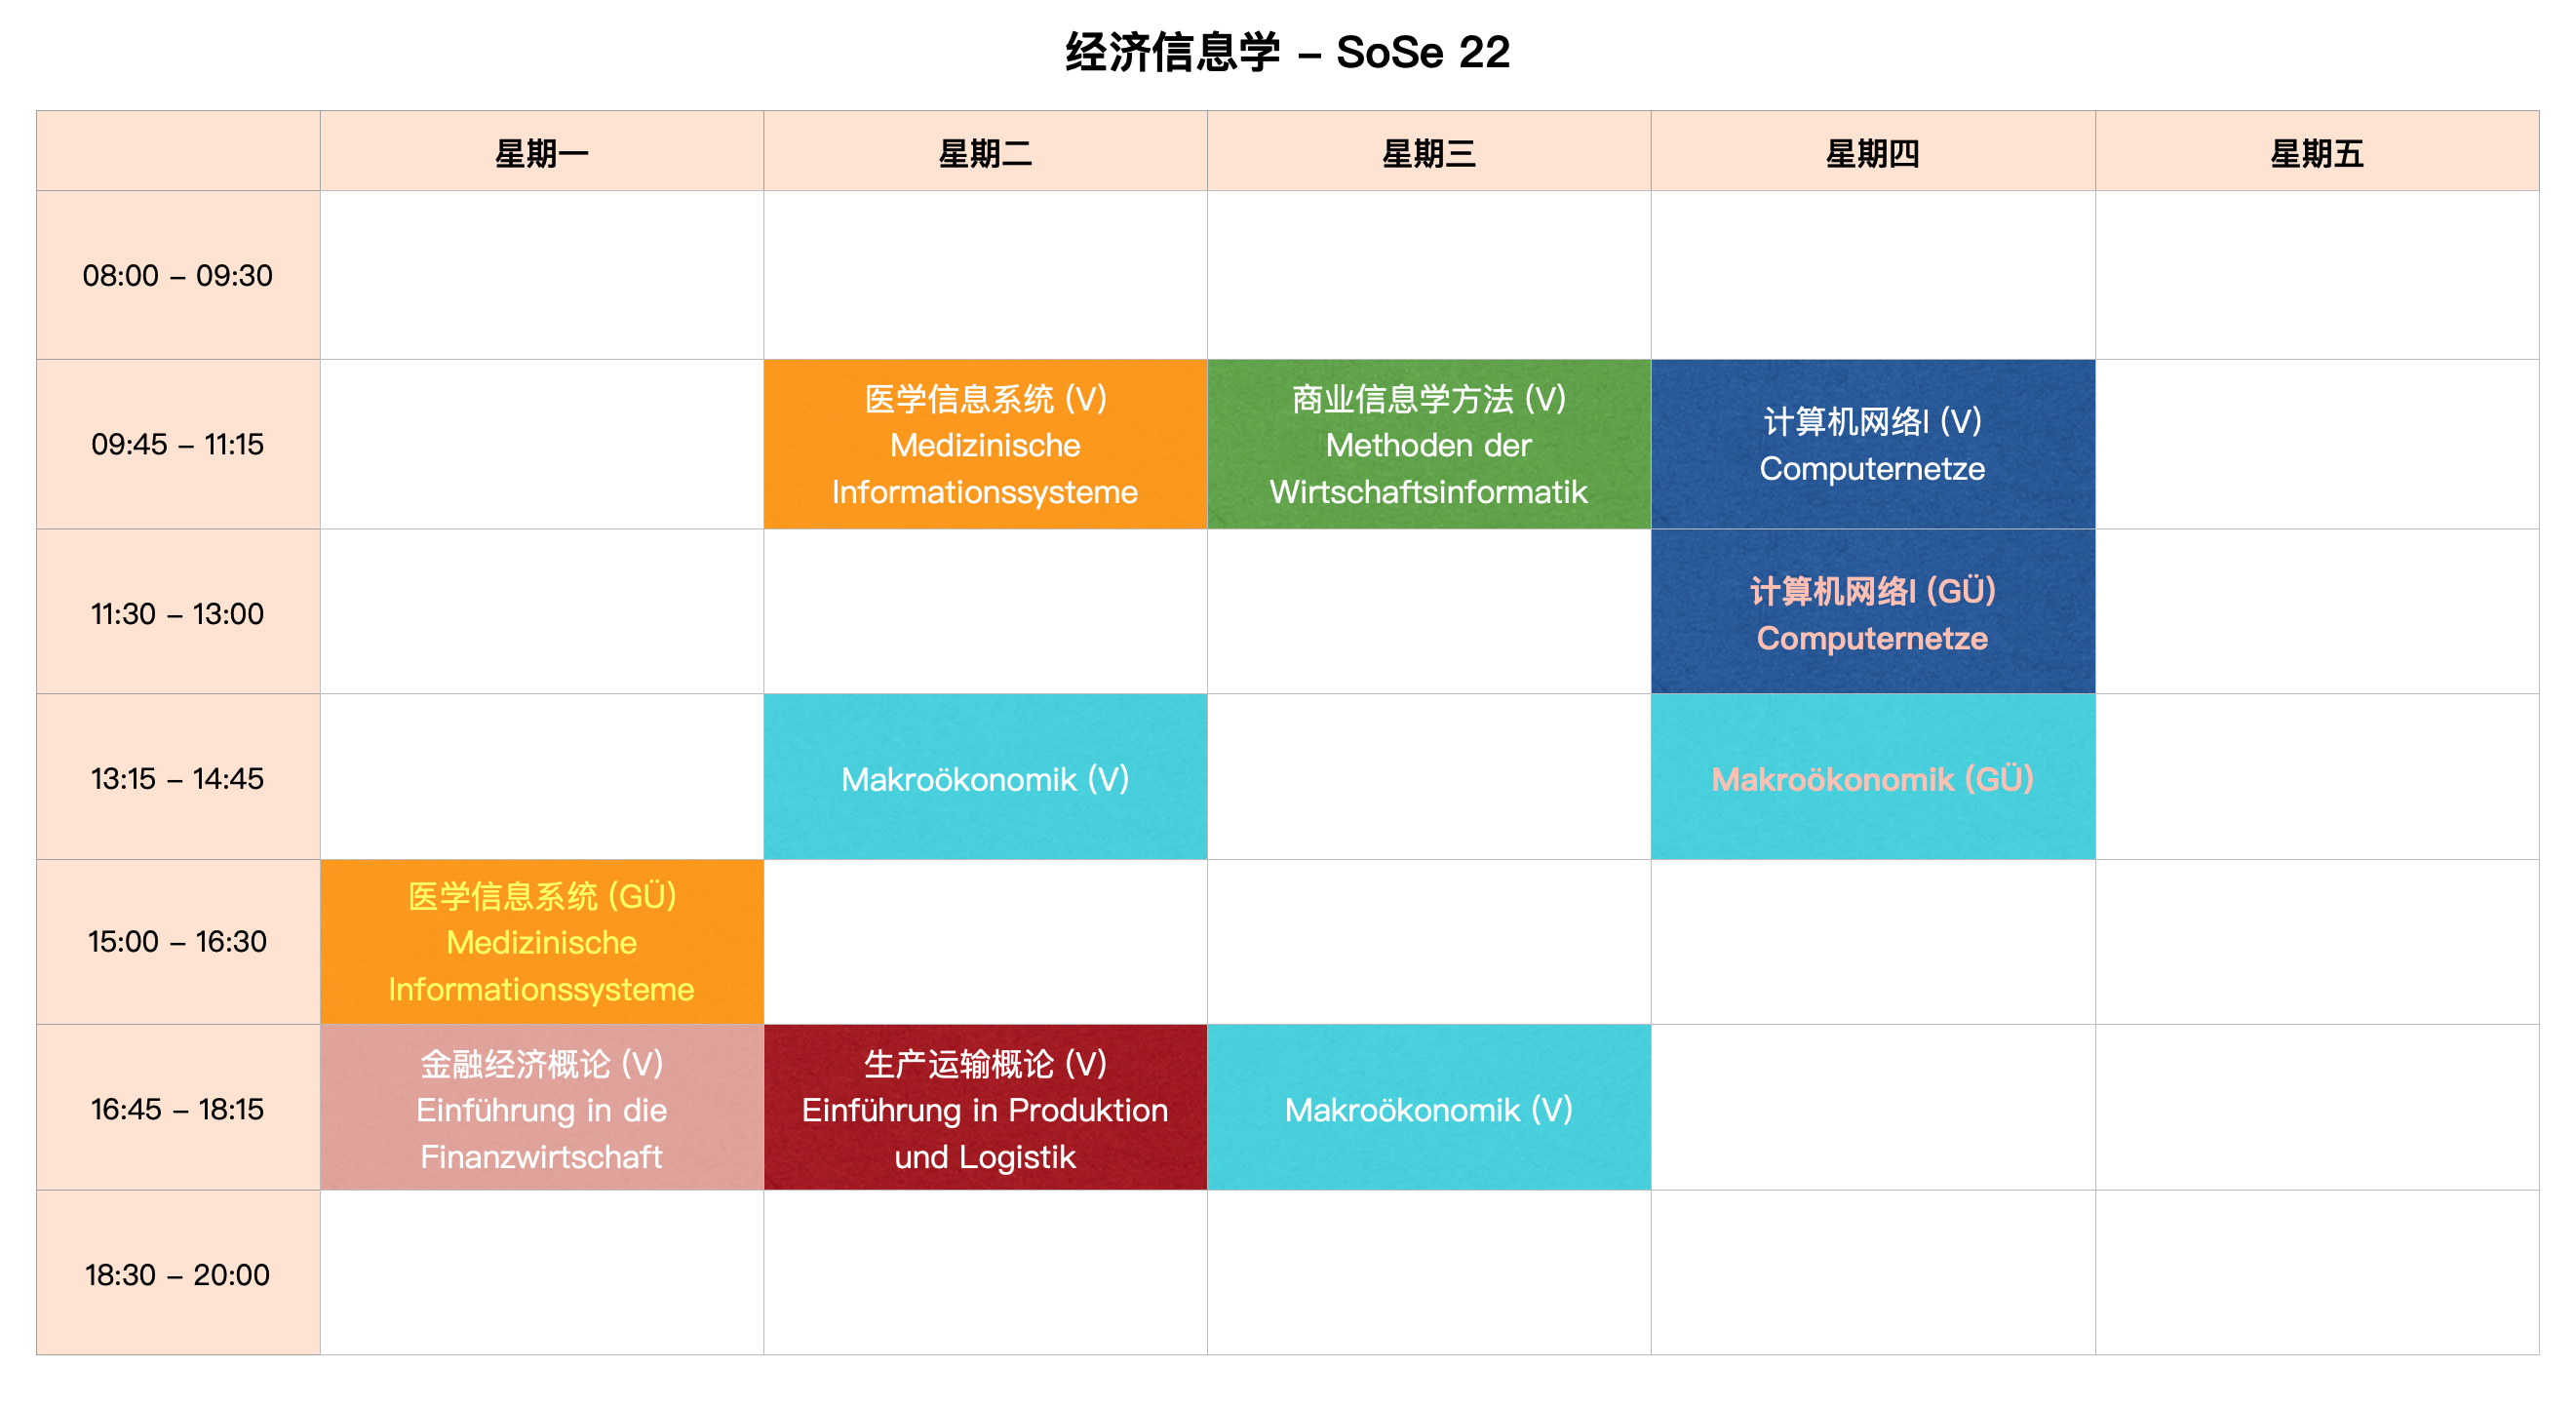 经济信息学 – SoSe 22
星期一
星期二
星期三
星期四
星期五
08:00 – 09:30
09:45 – 11:15
医学信息系统 (V)
Medizinische
Informationssysteme
商业信息学方法 (V)
Methoden der
Wirtschaftsinformatik
计算机网络I (V)
Computernetze
11:30 – 13:00
计算机网络I (GÜ)
Computernetze
13:15 – 14:45
Makroökonomik (V)
Makroökonomik (GÜ)
15:00 – 16:30
医学信息系统 (GÜ)
Medizinische
Informationssysteme
16:45 – 18:15
金融经济概论 (V)
Einführung in die
Finanzwirtschaft
生产运输概论 (V)
Einführung in Produktion
und Logistik
Makroökonomik (V)
18:30 – 20:00